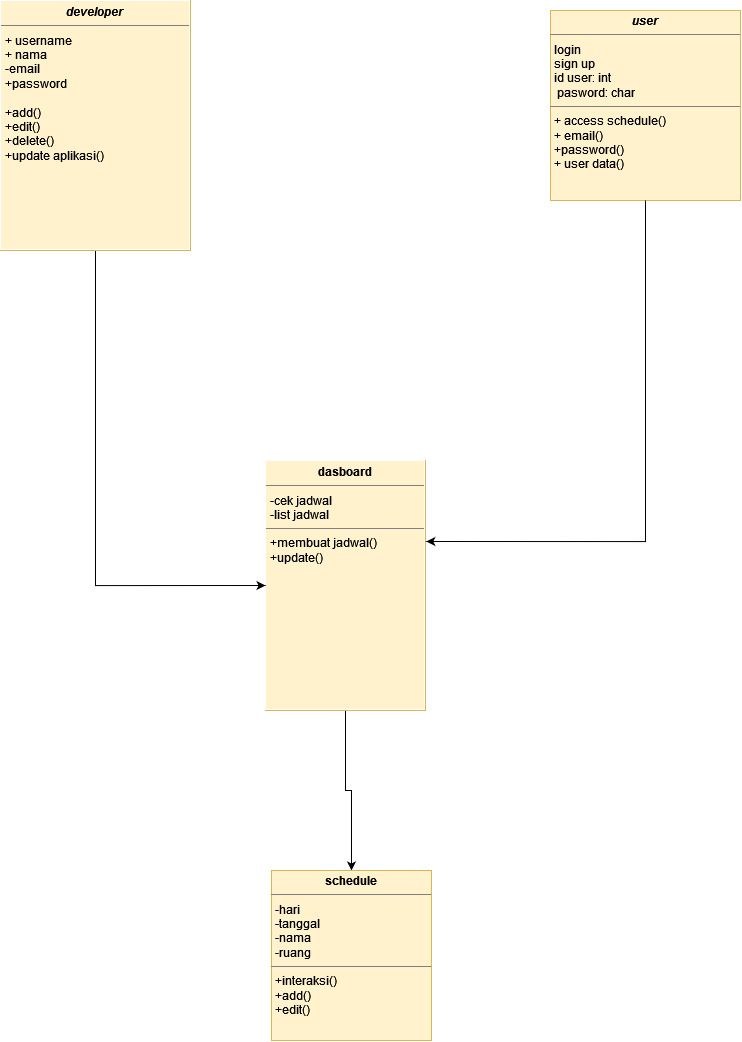 developer
+ username
+ nama
-email
+password
+add()
+edit()
+delete()
+update aplikasi()
user
login
sign up
id user: int
pasword: char
+ access schedule()
+ email()
+password()
+ user data()
dasboard
-cek jadwal
-list jadwal
+membuat jadwal()
+update()
schedule
-hari
-tanggal
-nama
-ruang
+interaksi()
+add()
+edit()